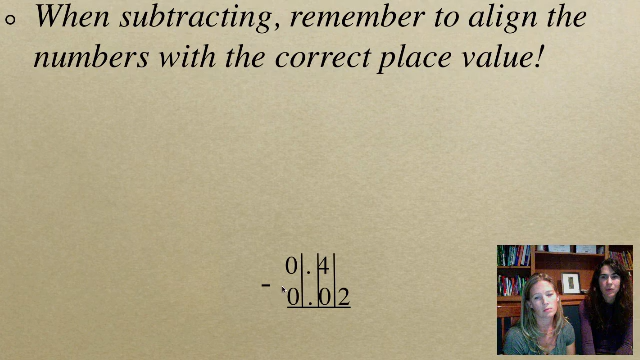 When subtracting, remember to align the
numbers with the correct place value!
0.4
- 0.02